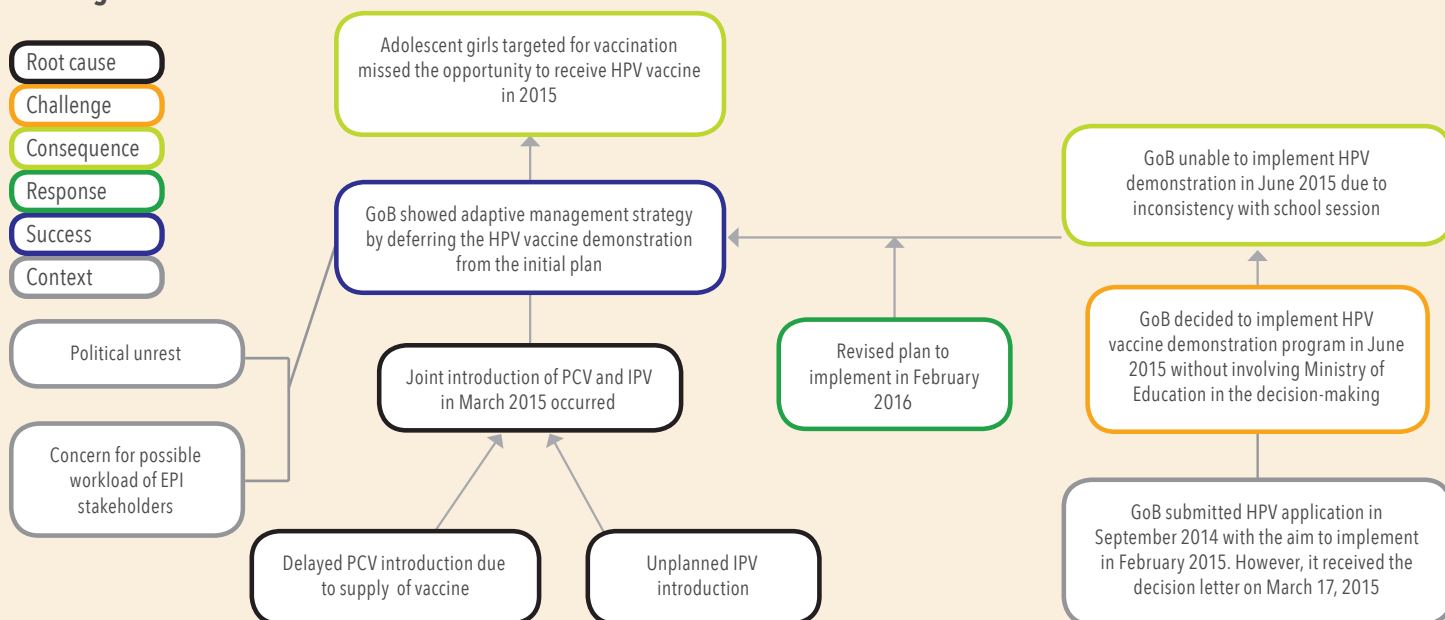 Root cause
Challenge
Consequence
Response
Success
Context
Adolescent girls targeted for vaccination
missed the opportunity to receive HPV vaccine
in 2015
GoB showed adaptive management strategy
by deferring the HPV vaccine demonstration
from the initial plan
GoB unable to implement HPV
demonstration in June 2015 due to
inconsistency with school session
Political unrest
Joint introduction of PCV and IPV
in March 2015 occurred
Revised plan to
implement in February
2016
GoB decided to implement HPV
vaccine demonstration program in June
2015 without involving Ministry of
Education in the decision-making
Concern for possible
workload of EPI
stakeholders
Delayed PCV introduction due
to supply of vaccine
Unplanned IPV
introduction
GoB submitted HPV application in
September 2014 with the aim to implement
in February 2015. However, it received the
decision letter on March 17, 2015